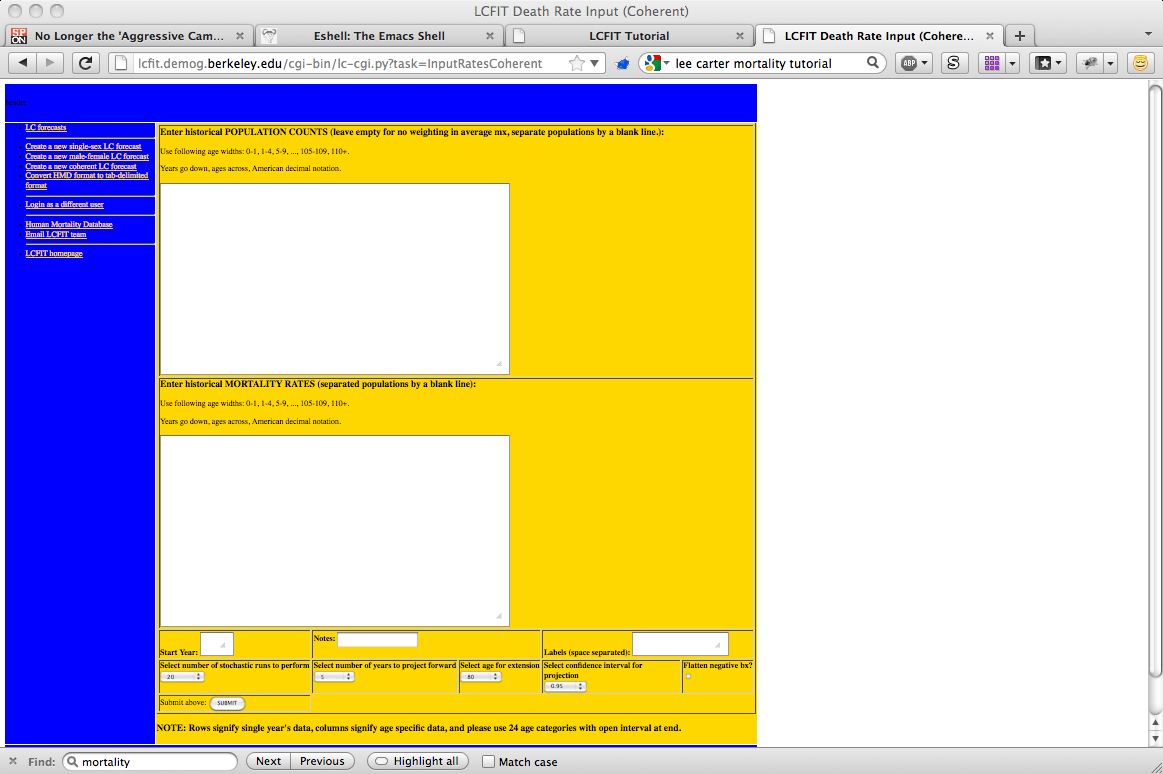 LCFIT Death Rate Input (Coherent)
No Longer the 'Aggressive Cam...
Eshell: The Emacs Shell
LCFIT Tutorial
LCFIT Death Rate Input (Cohere...
lcfit.demog.berkeley.edu/cgi-bin/lc-cgi.py?task=InputRatesCoherent
lee carter mortality tutorial
ABP
S
LC forecasts
Create a new single-sex LC forecast
Create a new male-female LC forecast
Create a new coherent LC forecast
Convert HMD format to tab-delimited
format
Login as a different user
Human Mortality Database
Email LCFIT team
LCFIT homepage
Enter historical POPULATION COUNTS (leave empty for no weighting in average mx, separate populations by a blank line.):
Use following age widths: 0-1, 1-4, 5-9, ..., 105-109, 110+.
Years go down, ages across, American decimal notation.
Enter historical MORTALITY RATES (separated populations by a blank line):
Use following age widths: 0-1, 1-4, 5-9, ..., 105-109, 110+.
Years go down, ages across, American decimal notation.
Start Year:
Notes:
Labels (space separated):
Select number of stochastic runs to perform
20
Select number of years to project forward
5
Select age for extension
80
Select confidence interval for
projection
0.95
Flatten negative bx?
Submit above:
SUBMIT
NOTE: Rows signify single year's data, columns signify age specific data, and please use 24 age categories with open interval at end.
Find:
mortality
Next
Previous
Highlight all
Match case